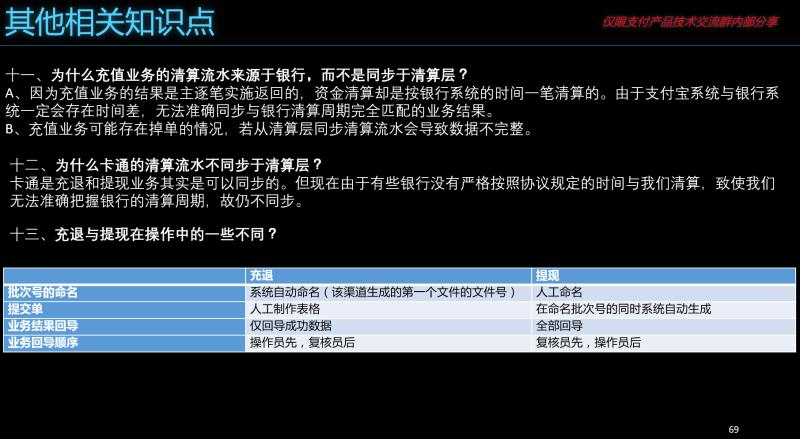 其他相关知识点
仅限支付产品技术交流群内部分享
十一、为什么充值业务的清算流水来源于银行，而不是同步于清算层？
A、因为充值业务的结果是主逐笔实施返回的，资金清算却是按银行系统的时间一笔清算的。由于支付宝系统与银行系
统一定会存在时间差，无法准确同步与银行清算周期完全匹配的业务结果。
B、充值业务可能存在掉单的情况，若从清算层同步清算流水会导致数据不完整。
十二、为什么卡通的清算流水不同步于清算层？
卡通是充退和提现业务其实是可以同步的。但现在由于有些银行没有严格按照协议规定的时间与我们清算，致使我们
无法准确把握银行的清算周期，故仍不同步。
十三、充退与提现在操作中的一些不同？
充退 提现
批次号的命名 系统自动命名（该渠道生成的第一个文件的文件号） 人工命名
提交单 人工制作表格 在命名批次号的同时系统自动生成
业务结果回导 仅回导成功数据 全部回导
业务回导顺序 操作员先，复核员后 复核员先，操作员后
69